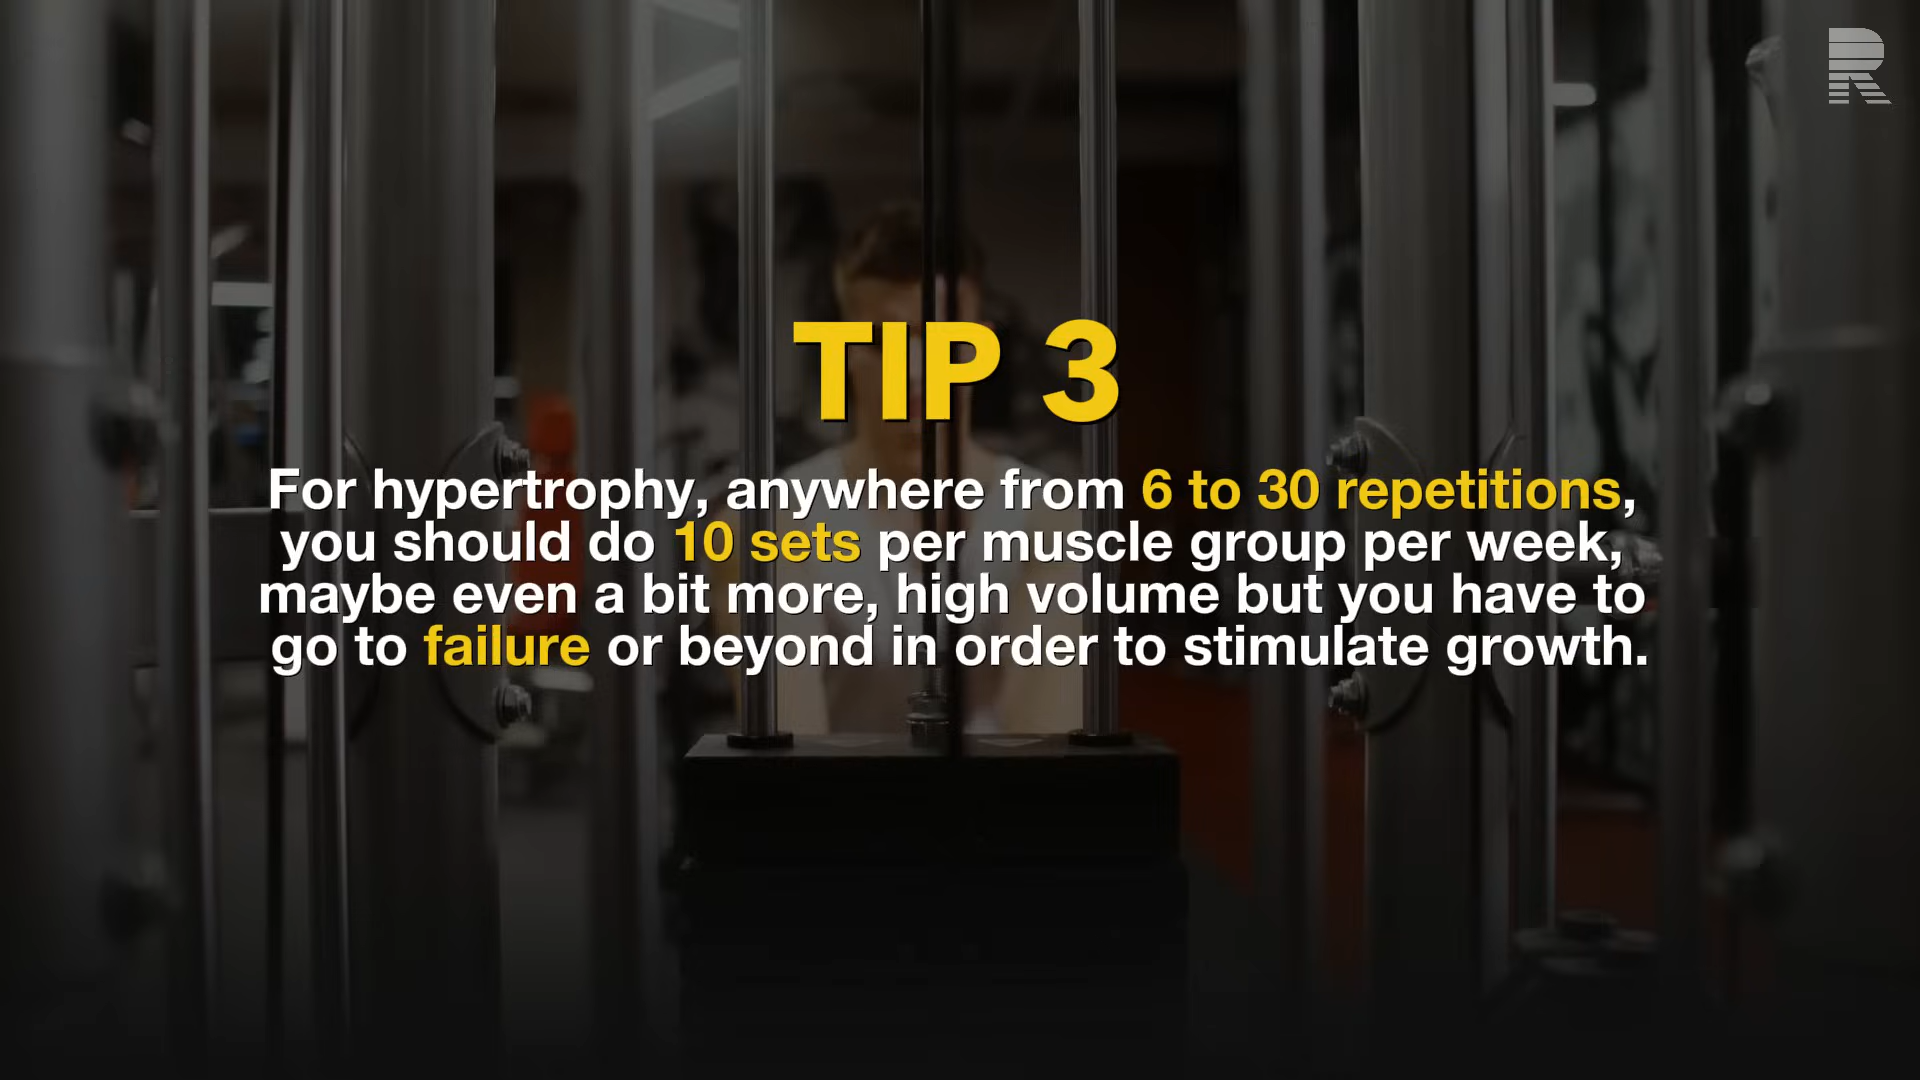 TIP 3
For hypertrophy, anywhere from 6 to 30 repetitions,
you should do 10 sets per muscle group per week,
maybe even a bit more, high volume but you have to
go to failure or beyond in order to stimulate growth.
R